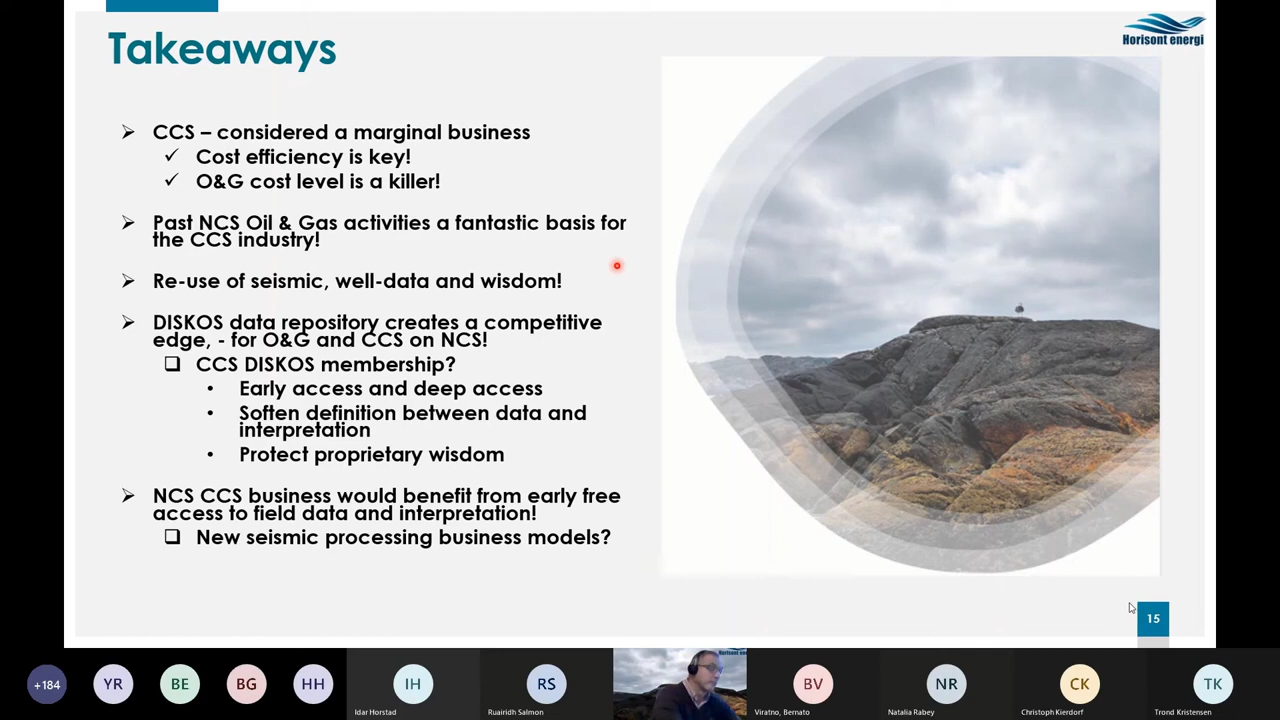 Takeaways
Horisont energi
CCS – considered a marginal business
Cost efficiency is key!
O&G cost level is a killer!
Past NCS Oil & Gas activities a fantastic basis for
the CCS industry!
Re-use of seismic, well-data and wisdom!
DISKOS data repository creates a competitive
edge, - for O&G and CCS on NCS!
CCS DISKOS membership?
Early access and deep access
Soften definition between data and
interpretation
Protect proprietary wisdom
NCS CCS business would benefit from early free
access to field data and interpretation!
New seismic processing business models?
15
+184
YR
BE
BG
HH
IH
Idar Horstad
RS
Ruairidh Salmon
Horisont energi
BV
Viratno, Bernato
NR
Natalia Rabey
CK
Christoph Kierdorf
TK
Trond Kristensen